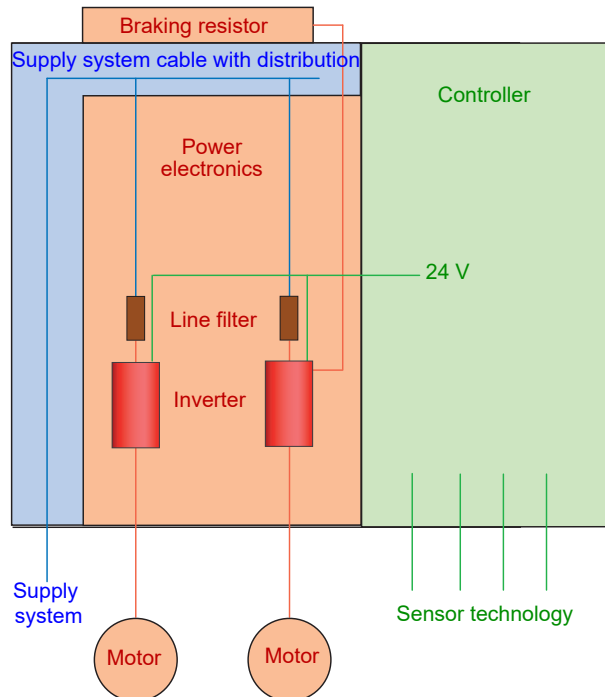 Braking resistor
Supply system cable with distribution
Controller
Power
electronics
24 V
Line filter
Inverter
Supply
system
Sensor technology
Motor
Motor